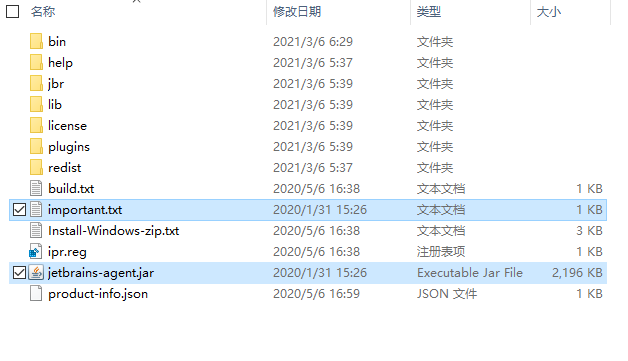 名称 修改日期 类型 大小
bin 2021/3/6 6:29 文件夹
help 2021/3/6 5:37 文件夹
jbr 2021/3/6 5:39 文件夹
lib 2021/3/6 5:39 文件夹
license 2021/3/6 5:39 文件夹
plugins 2021/3/6 5:39 文件夹
redist 2021/3/6 5:37 文件夹
build.txt 2020/5/6 16:38 文本文档 1 KB
important.txt 2020/1/31 15:26 文本文档 1 KB
Install-Windows-zip.txt 2020/5/6 16:38 文本文档 3 KB
ipr.reg 2020/5/6 16:38 注册表项 1 KB
jetbrains-agent.jar 2020/1/31 15:26 Executable Jar File 2,196 KB
product-info.json 2020/5/6 16:59 JSON 文件 1 KB